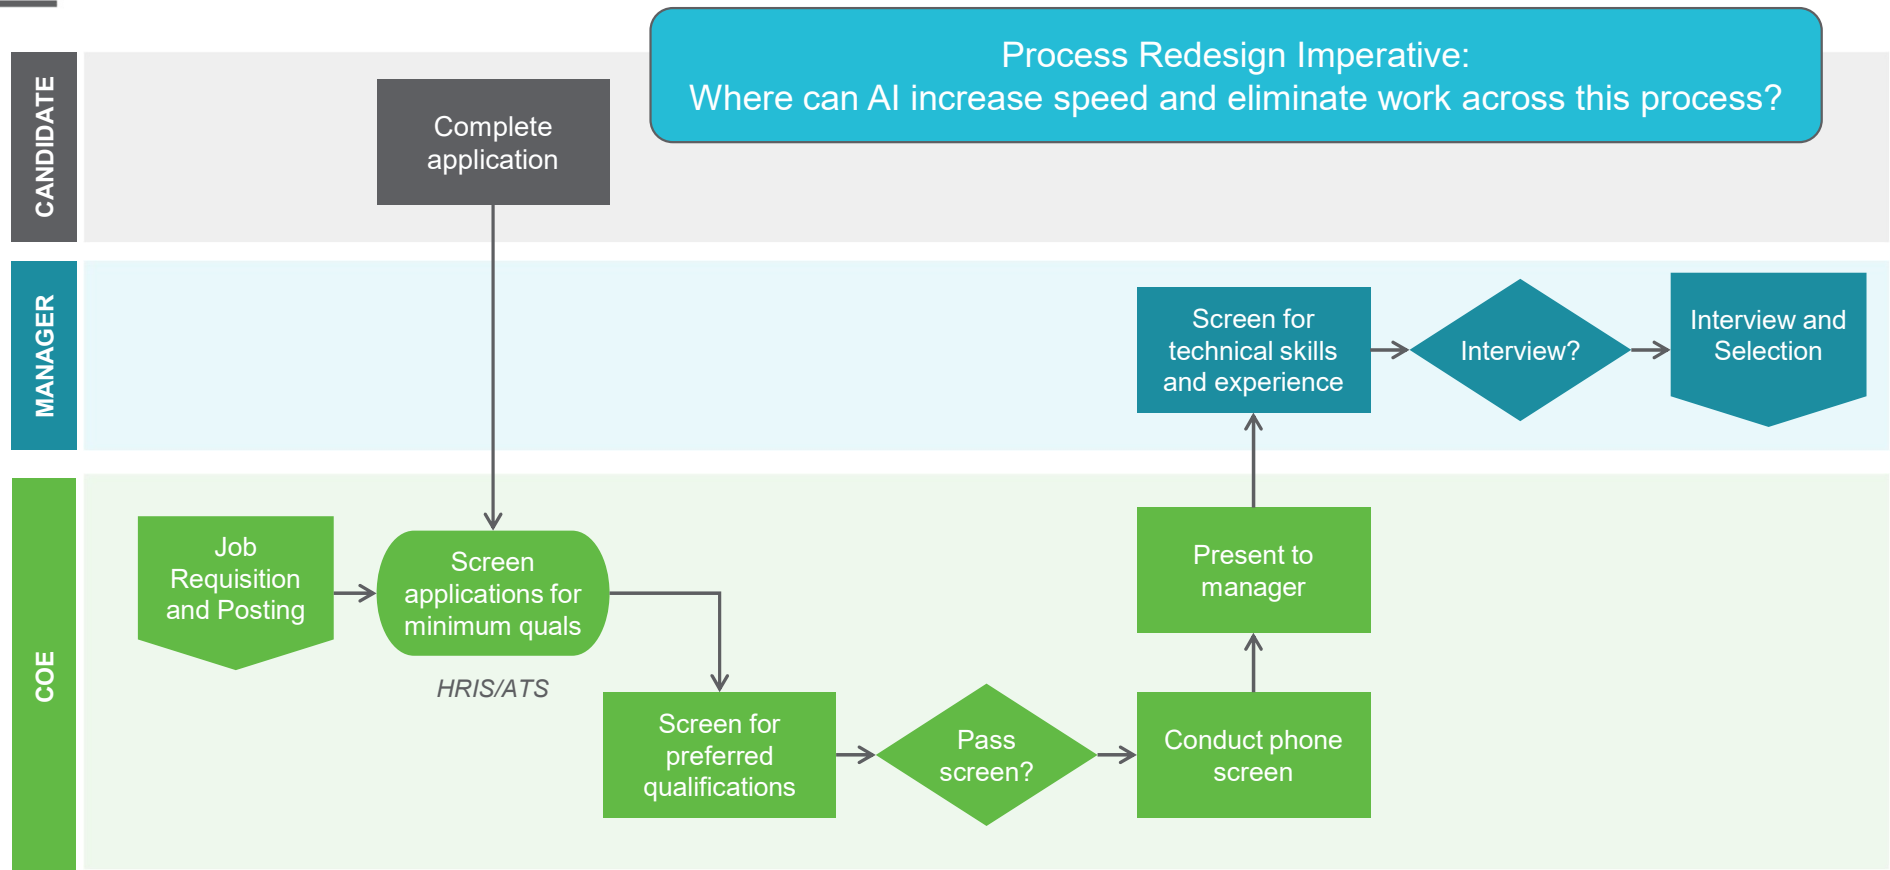 Process Redesign Imperative:
Where can AI increase speed and eliminate work across this process?
CANDIDATE
Complete
application
MANAGER
Screen for
technical skills
and experience
Interview?
Interview and
Selection
COE
Job
Requisition
and Posting
Screen
applications for
minimum quals
HRIS/ATS
Screen for
preferred
qualifications
Pass
screen?
Conduct phone
screen
Present to
manager